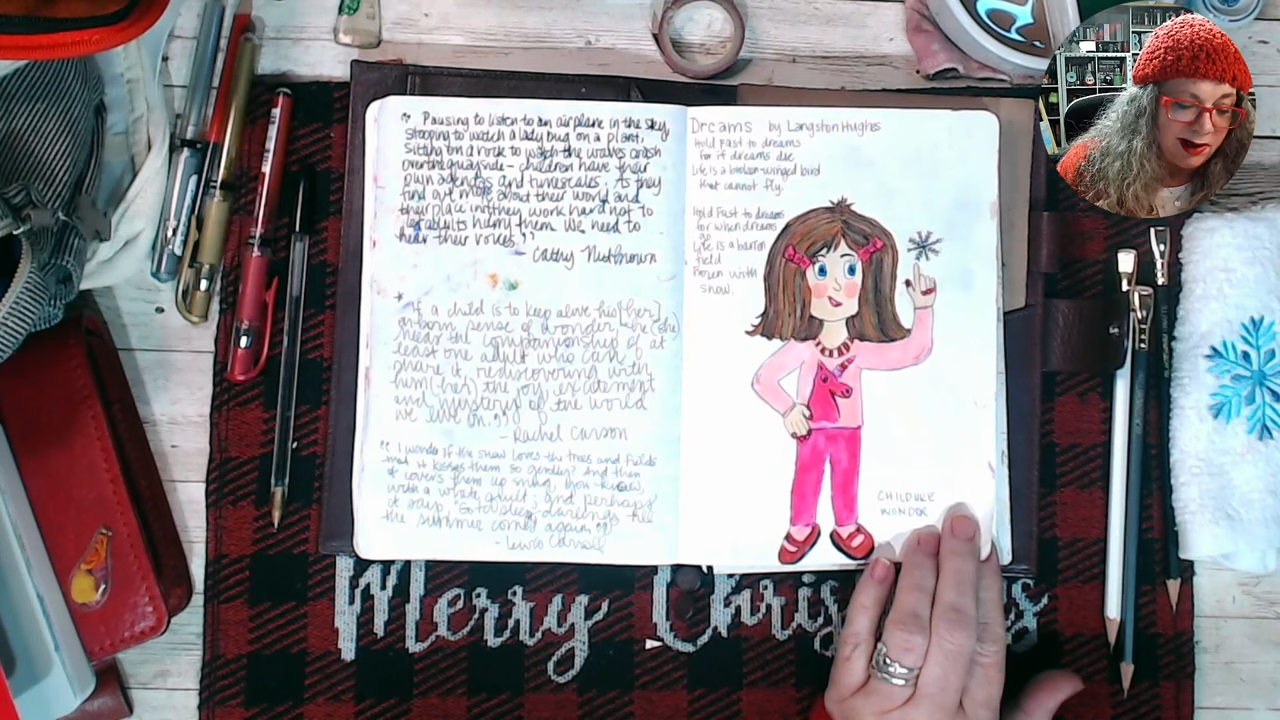 " Pausing to listen to an airplane in the sky
stooping to watch a lady bug on a plant,
sitting on a rock to watch the waves crash
over the quayside - children have their
own agendas and timescales. As they
find out more about their world and
their place in it they work hard not to
let adults hurry them. We need to
hear their voices."
- Cathy Nutbrown
"If a child is to keep alive his [her]
in-born sense of wonder, he (she)
needs the companionship of at
least one adult who can
share it, rediscovering with
him (her) the joy, excitement
and mystery of the world
we live in."
- Rachel Carson
"I wonder if the snow loves the trees and fields
that it kisses them so gently? And then
it covers them up snug, you know,
with a white quilt; and perhaps
it says, "Go to sleep, darlings till
the summer comes again."
- Lewis Carroll
Dreams by Langston Hughes
Hold Fast to dreams
for if dreams die
Life is a broken-winged bird
that cannot fly.
Hold Fast to dreams
for when dreams
go
Life is a barron
field
Frozen with
snow.
CHILDLIKE
WONDER
Merry Chris s